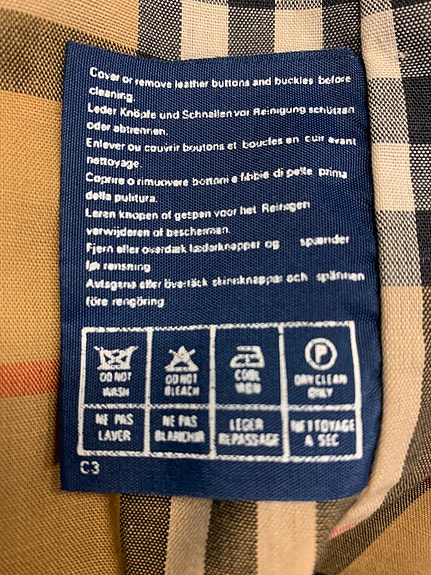 Cover or remove leather buttons and buckles before
cleaning.
Leder Knöpfe und Schnallen vor Reinigung schützen
oder abtrennen.
Enlever ou couvrir boutons et boucles en cuir avant
nettoyage.
Coprire o rimuovere bottoni e fibbie di pelle prima
della pulitura.
Leren knopen of gespen voor het Reinigen
verwijderen of beschermen.
Fjern eller overdæk læderknapper og spænder
før rensning
Avlagsna eller övertäck skinnknappar och spännen
före rengöring
DO NOT WASH
DO NOT BLEACH
COOL IRON
P
DRY CLEAN ONLY
NE PAS LAVER
NE PAS BLANCHIR
LEGER REPASSAGE
NETTOYAGE A SEC
C3